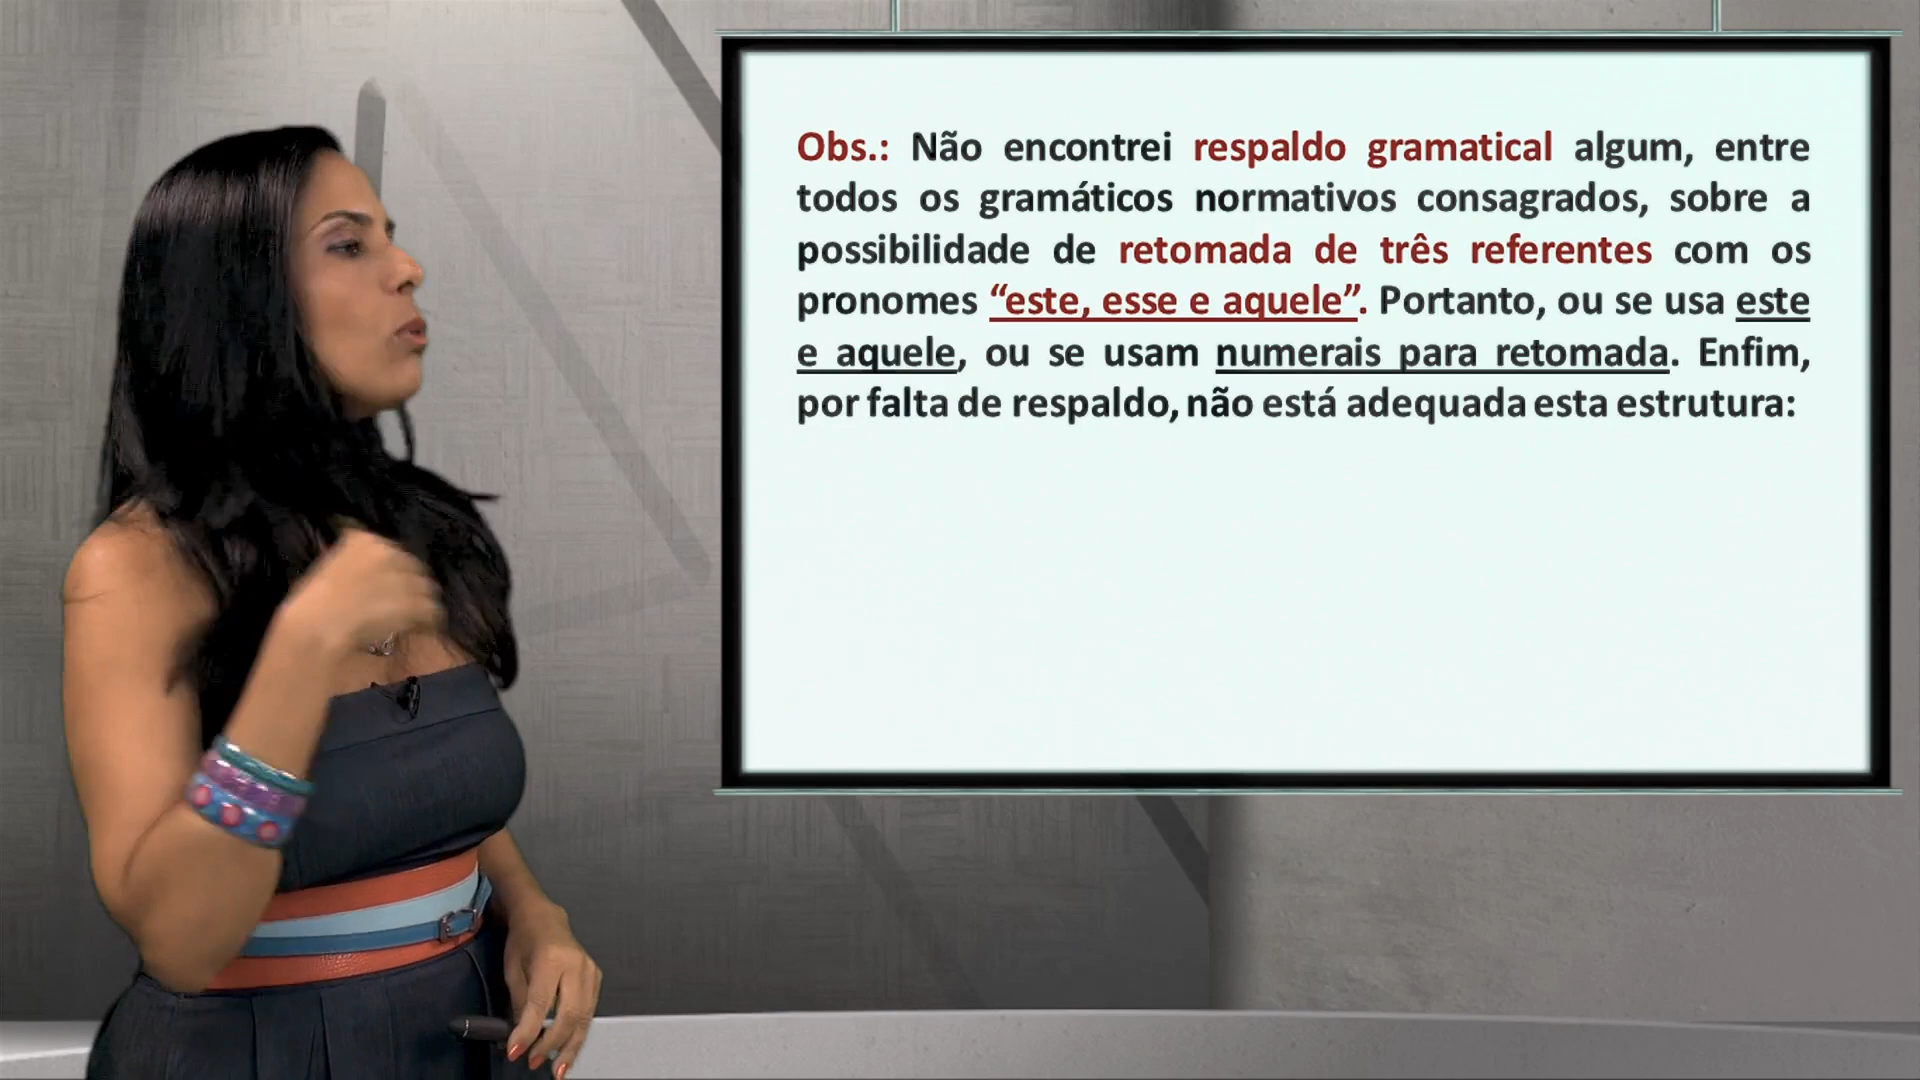 Obs.: Não encontrei respaldo gramatical algum, entre
todos os gramáticos normativos consagrados, sobre a
possibilidade de retomada de três referentes com os
pronomes “este, esse e aquele”. Portanto, ou se usa este
e aquele, ou se usam numerais para retomada. Enfim,
por falta de respaldo, não está adequada esta estrutura: